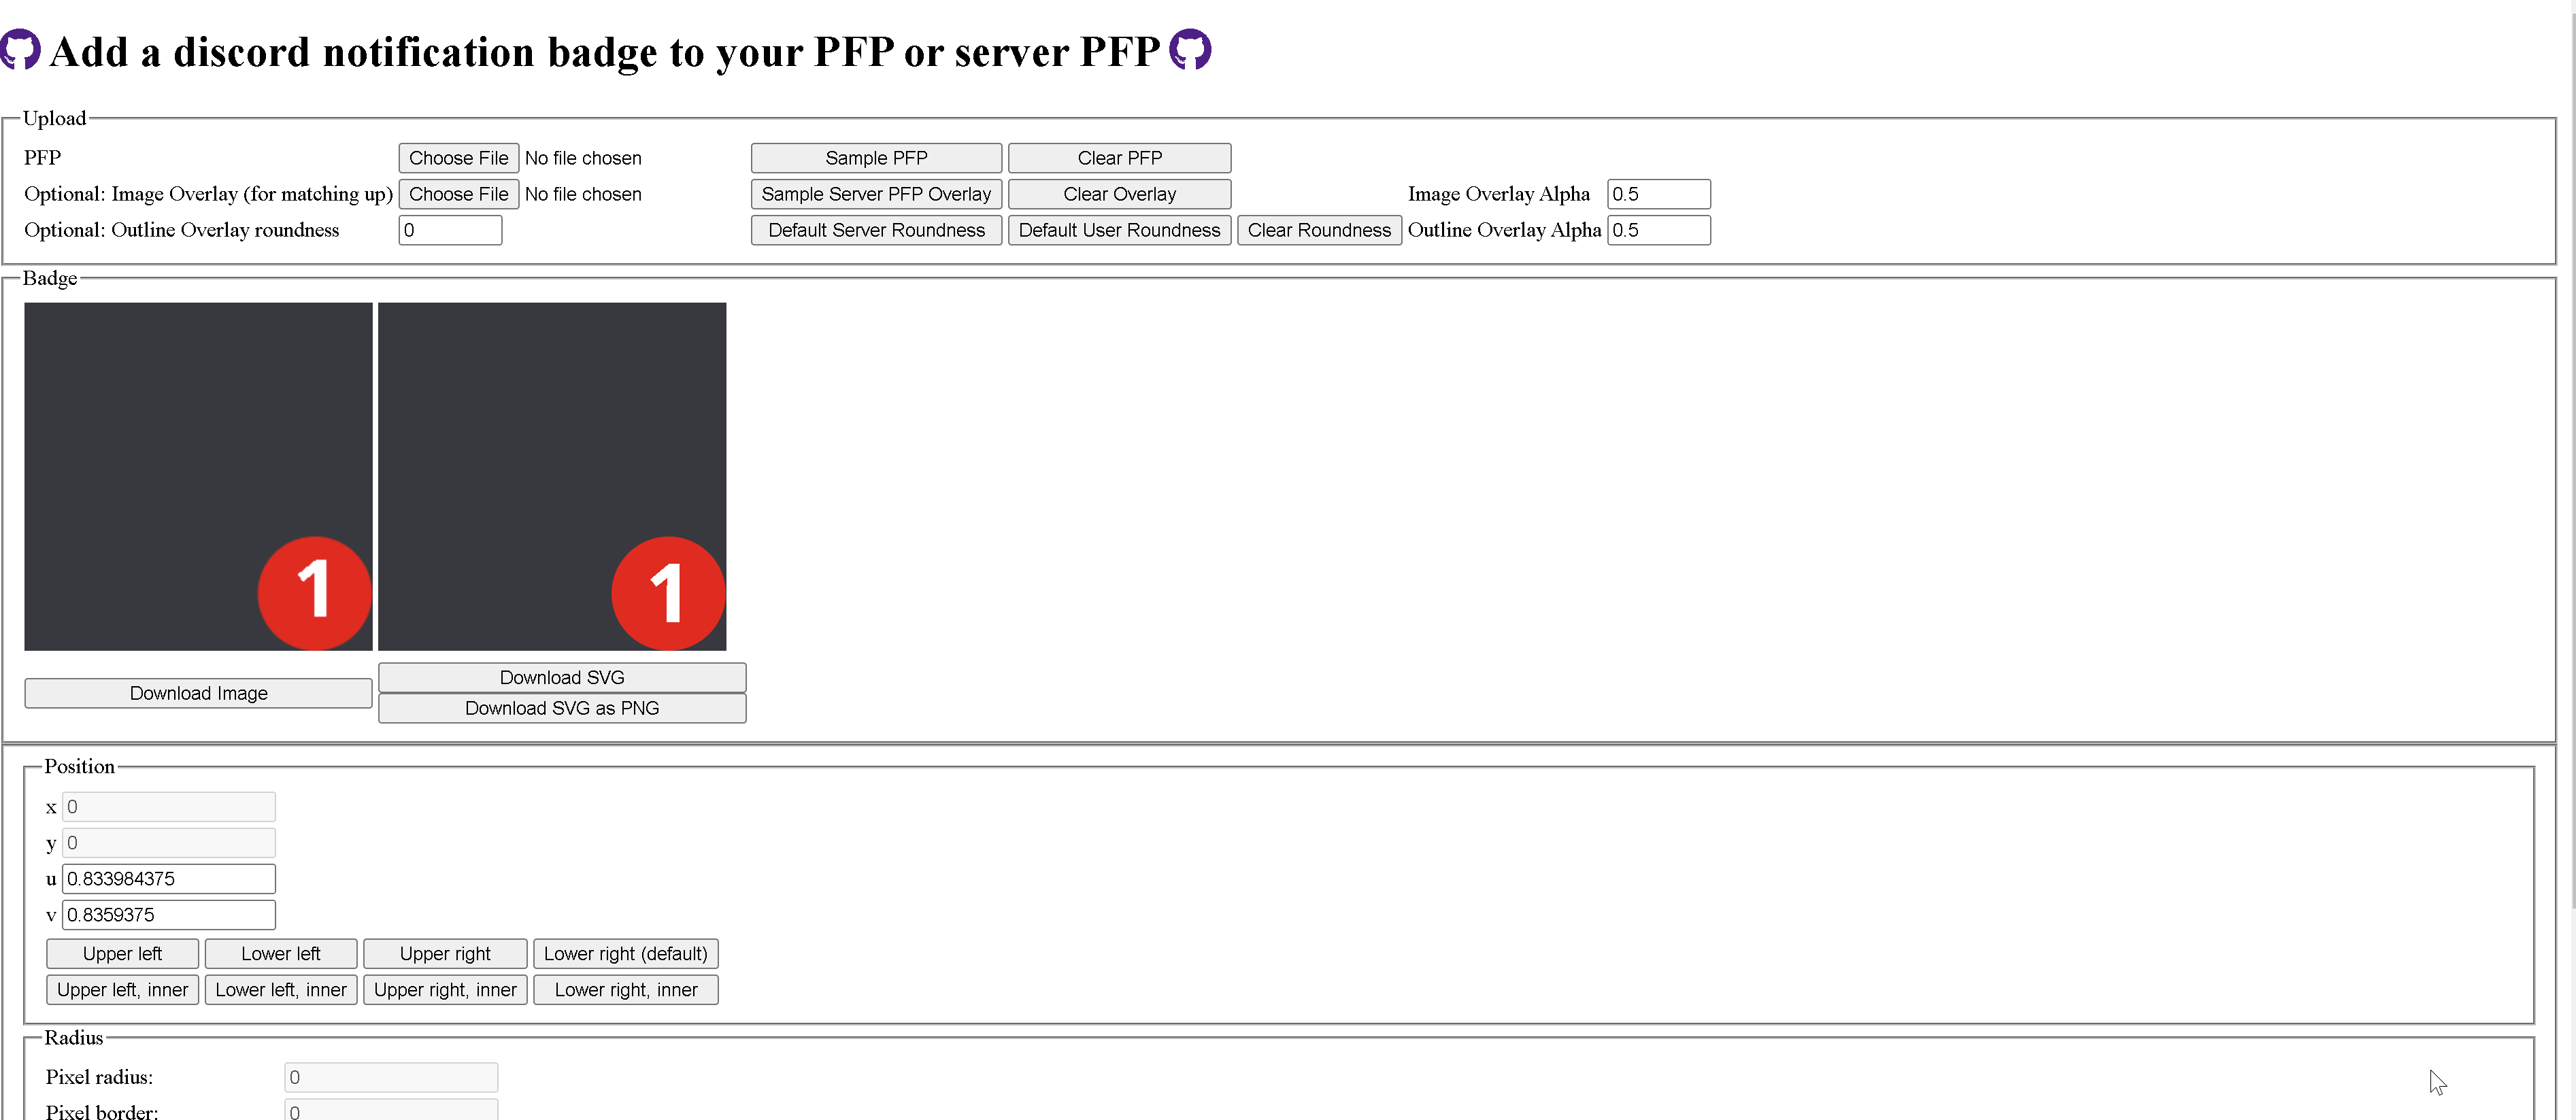 Add a discord notification badge to your PFP or server PFP
Upload
PFP Choose File No file chosen Sample PFP Clear PFP
Optional: Image Overlay (for matching up) Choose File No file chosen Sample Server PFP Overlay Clear Overlay Image Overlay Alpha 0.5
Optional: Outline Overlay roundness 0 Default Server Roundness Default User Roundness Clear Roundness Outline Overlay Alpha 0.5
Badge
1 1
Download Image
Download SVG
Download SVG as PNG
Position
x 0
y 0
u 0.833984375
v 0.8359375
Upper left Lower left Upper right Lower right (default)
Upper left, inner Lower left, inner Upper right, inner Lower right, inner
Radius
Pixel radius: 0
Pixel border: 0